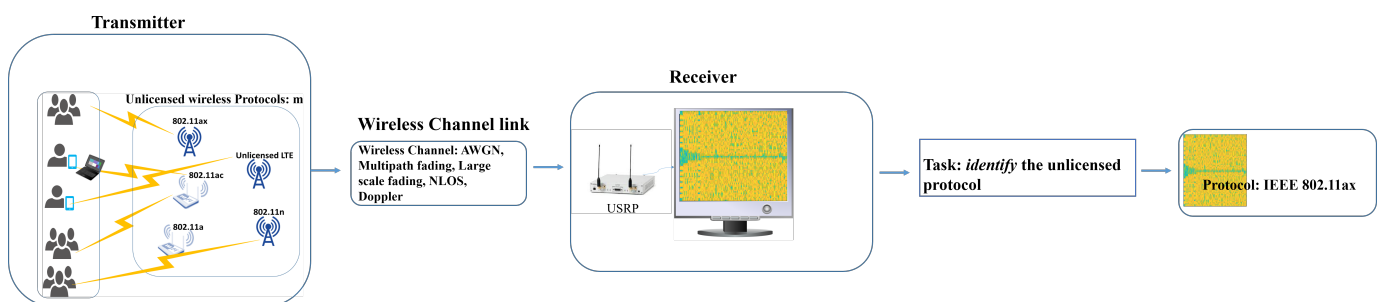 Transmitter
Unlicensed wireless Protocols: m
802.11ax
Unlicensed LTE
802.11ac
802.11n
802.11a
Wireless Channel link
Wireless Channel: AWGN,
Multipath fading, Large
scale fading, NLOS,
Doppler
Receiver
USRP
Task: identify the unlicensed
protocol
Protocol: IEEE 802.11ax